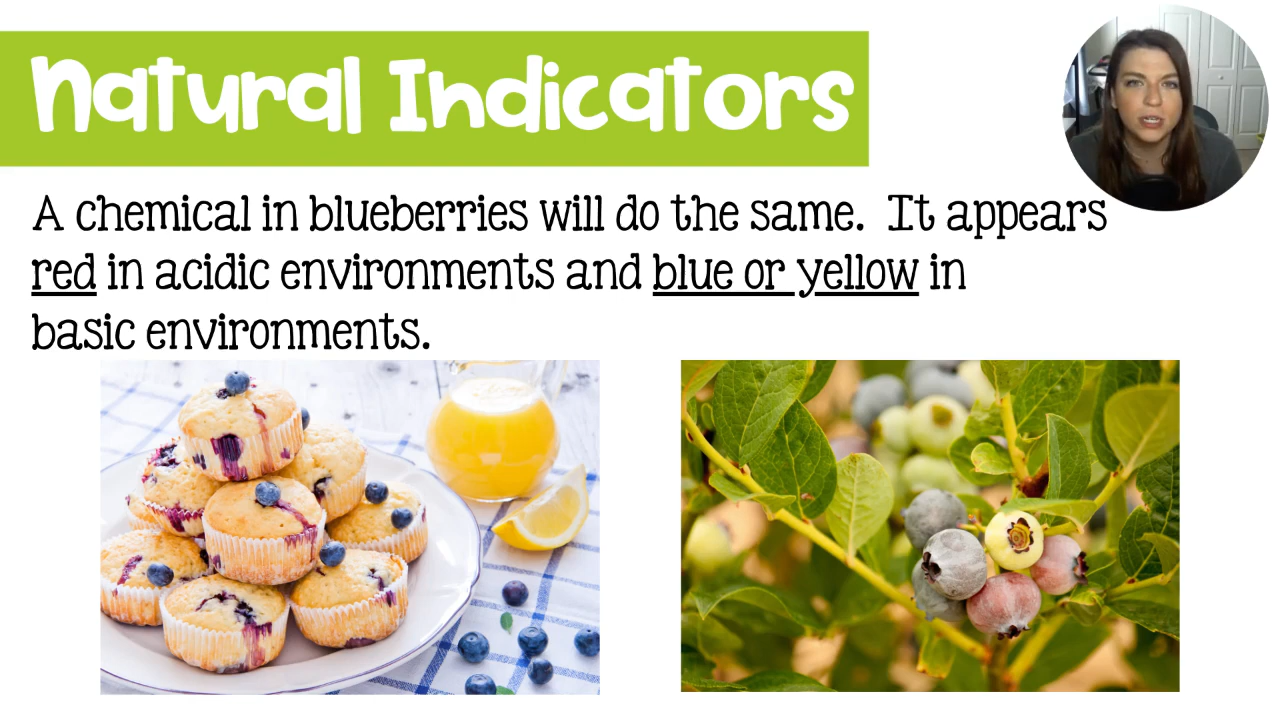 Natural Indicators
A chemical in blueberries will do the same.  It appears
red in acidic environments and blue or yellow in
basic environments.